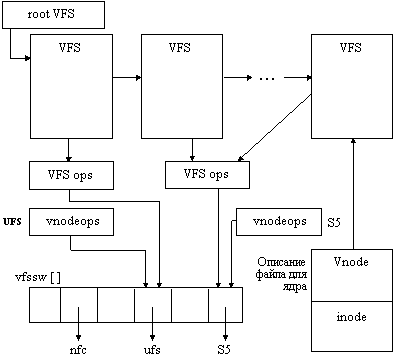 root VFS
VFS
VFS
VFS
...
VFS ops
VFS ops
UFS
vnodeops
vnodeops
S5
vfssw [ ]
Описание
файла для
ядра
Vnode
inode
nfc
ufs
S5